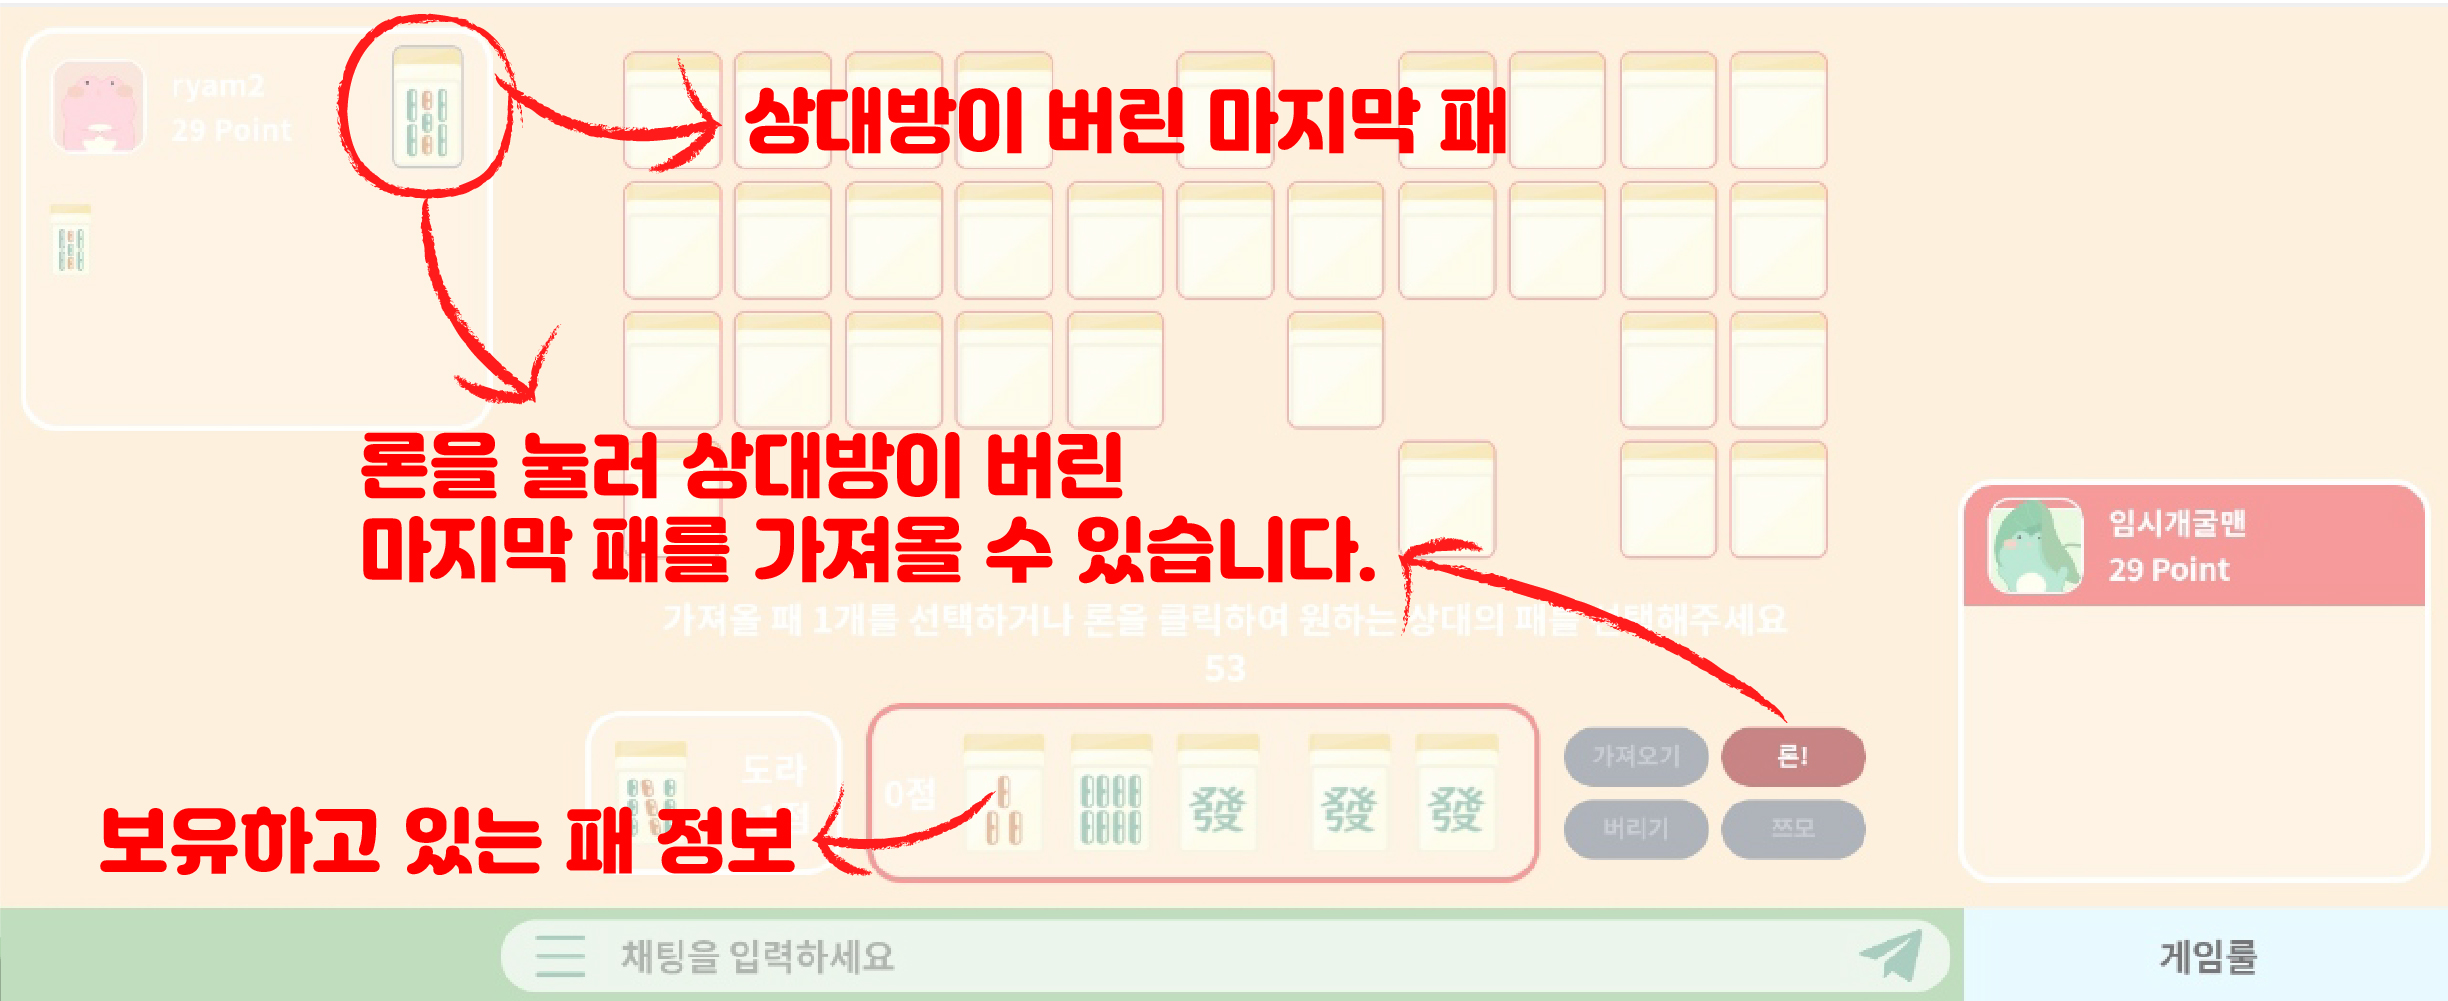 ryam2
29 Point
상대방이 버린 마지막 패
론을 눌러 상대방이 버린
마지막 패를 가져올 수 있습니다.
임시개굴맨
29 Point
가져올 패 1개를 선택하거나 론을 클릭하여 원하는 상대의 패를 선택해주세요
53
도라
0점
發
發
發
가져오기
론!
버리기
쯔모
보유하고 있는 패 정보
채팅을 입력하세요
게임룰